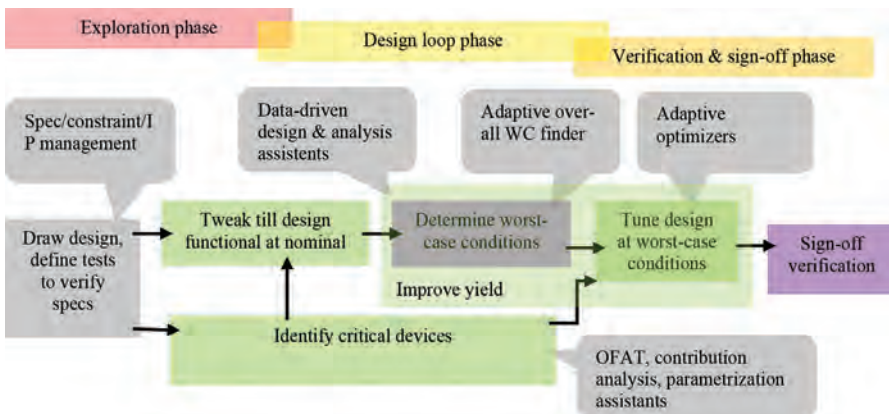 Exploration phase
Design loop phase
Verification & sign-off phase
Spec/constraint/I
P management
Data-driven
design & analysis
assistents
Adaptive over-
all WC finder
Adaptive
optimizers
Draw design,
define tests
to verify
specs
Tweak till design
functional at nominal
Determine worst-
case conditions
Tune design
at worst-case
conditions
Sign-off
verification
Improve yield
Identify critical devices
OFAT, contribution
analysis, parametrization
assistants